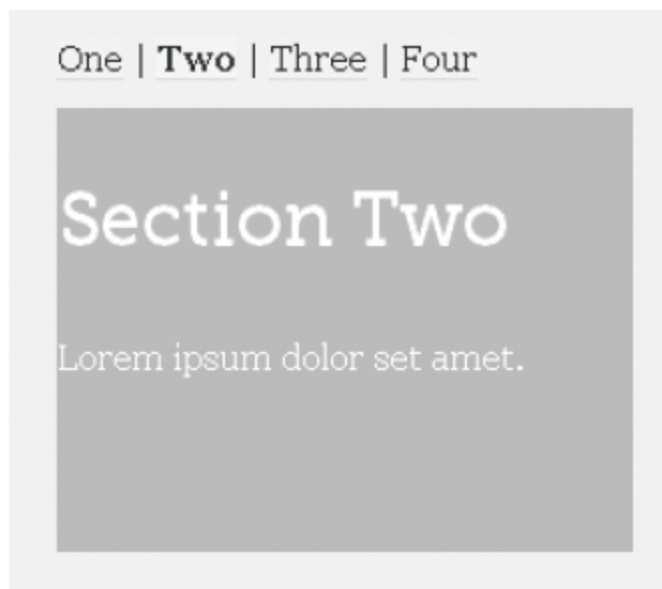 One | Two | Three | Four
Section Two
Lorem ipsum dolor set amet.